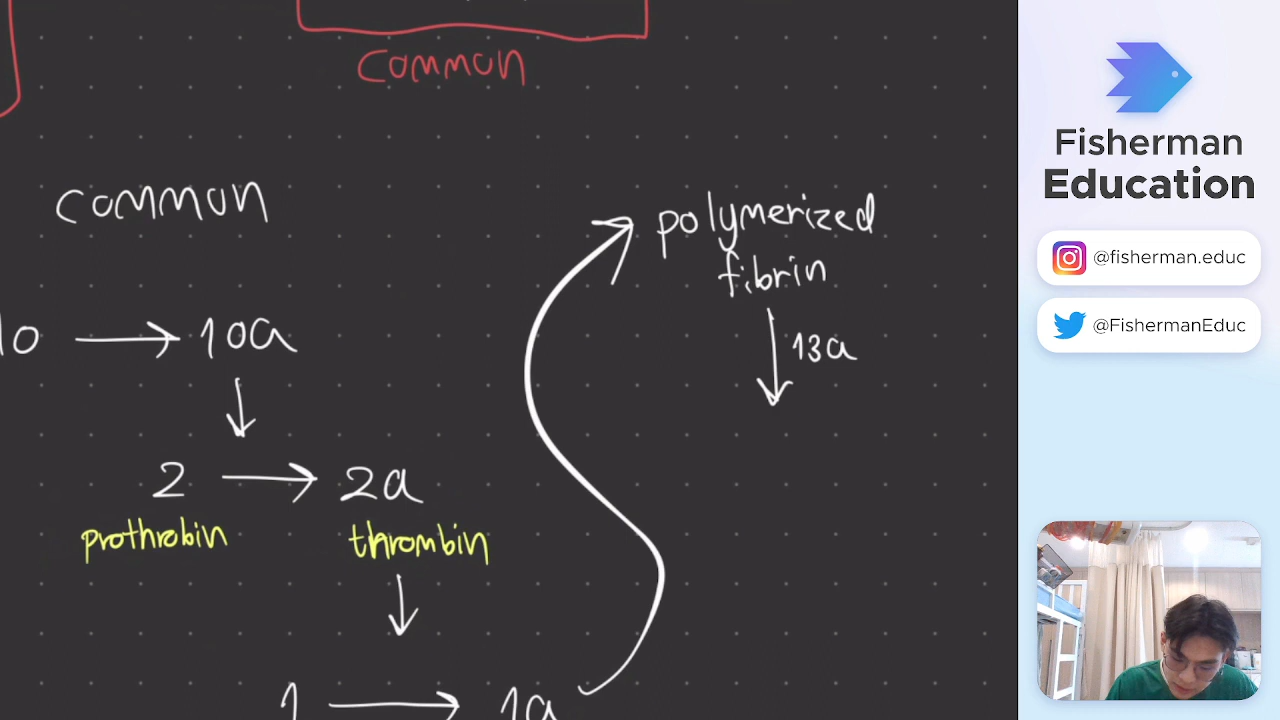 common
common
10 → 10a
↓
2 → 2a
prothrobin thrombin
↓
1 → 1a
polymerized
fibrin
↓ 13a
Fisherman
Education
@fisherman.educ
@FishermanEduc